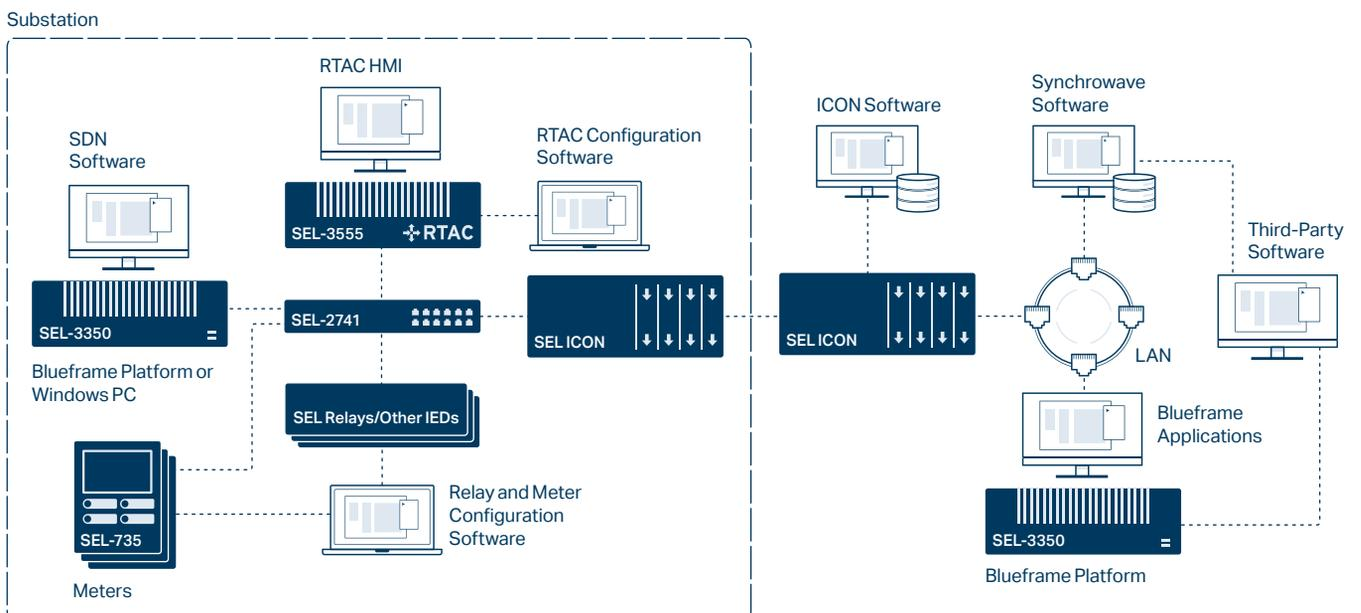 Substation
RTAC HMI
SDN
Software
RTAC Configuration
Software
SEL-3555
RTAC
SEL-3350
Blueframe Platform or
Windows PC
SEL-2741
SEL ICON
SEL Relays/Other IEDs
SEL-735
Meters
Relay and Meter
Configuration
Software
ICON Software
SEL ICON
Synchrowave
Software
Third-Party
Software
LAN
Blueframe
Applications
SEL-3350
Blueframe Platform